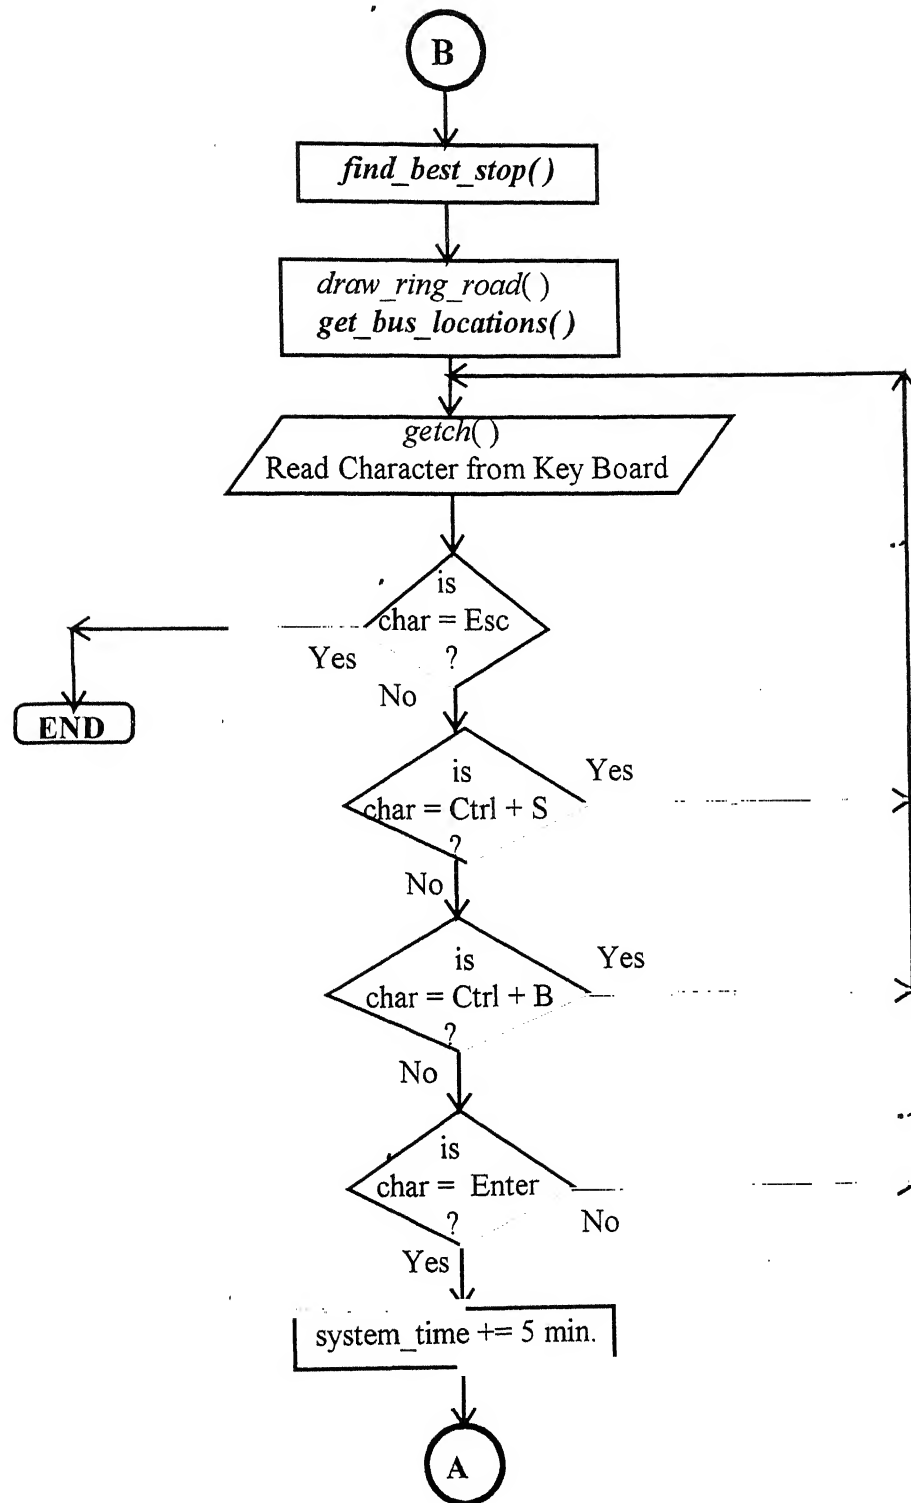 B
find_best_stop()
draw_ring_road()
get_bus_locations()
getch()
Read Character from Key Board
is
char = Esc
?
Yes
No
END
is
char = Ctrl + S
?
Yes
No
is
char = Ctrl + B
?
Yes
No
is
char = Enter
?
No
Yes
system_time += 5 min.
A